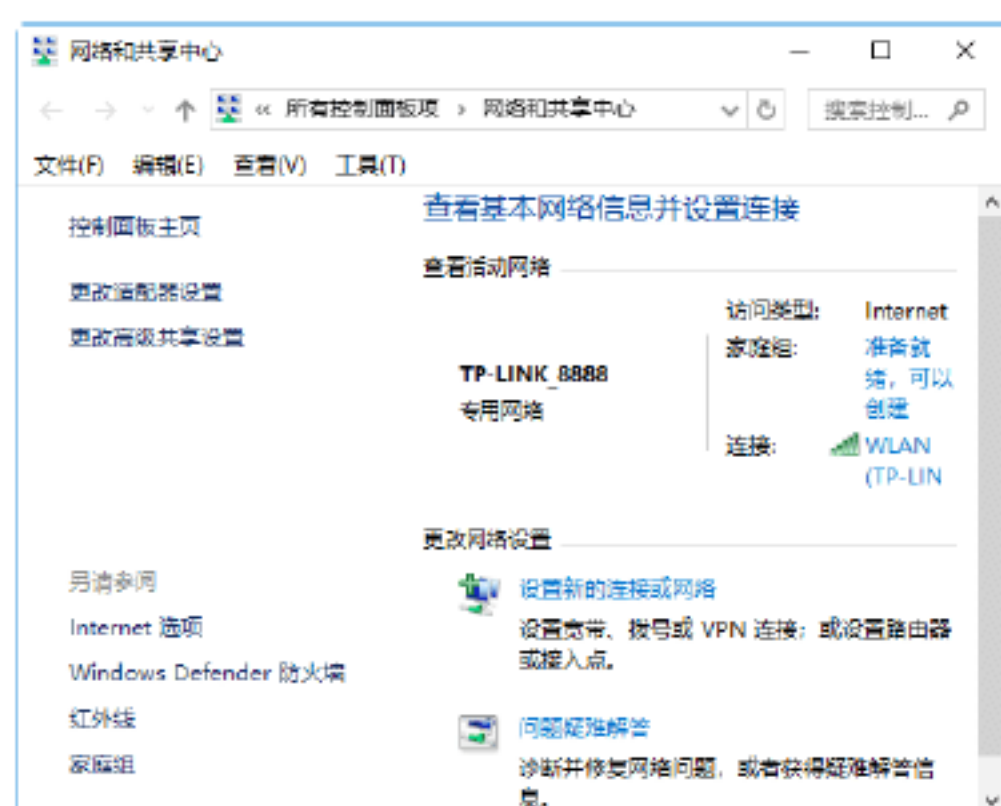 网络和共享中心
« 所有控制面板项 › 网络和共享中心
搜索控制...
文件(F) 编辑(E) 查看(V) 工具(T)
控制面板主页
更改适配器设置
更改高级共享设置
另请参阅
Internet 选项
Windows Defender 防火墙
红外线
家庭组
查看基本网络信息并设置连接
查看活动网络
TP-LINK_8888
专用网络
访问类型: Internet
家庭组: 准备就
绪，可以
创建
连接: WLAN
(TP-LIN
更改网络设置
设置新的连接或网络
设置宽带、拨号或 VPN 连接；或设置路由器
或接入点。
问题疑难解答
诊断并修复网络问题，或者获得疑难解答信
息。